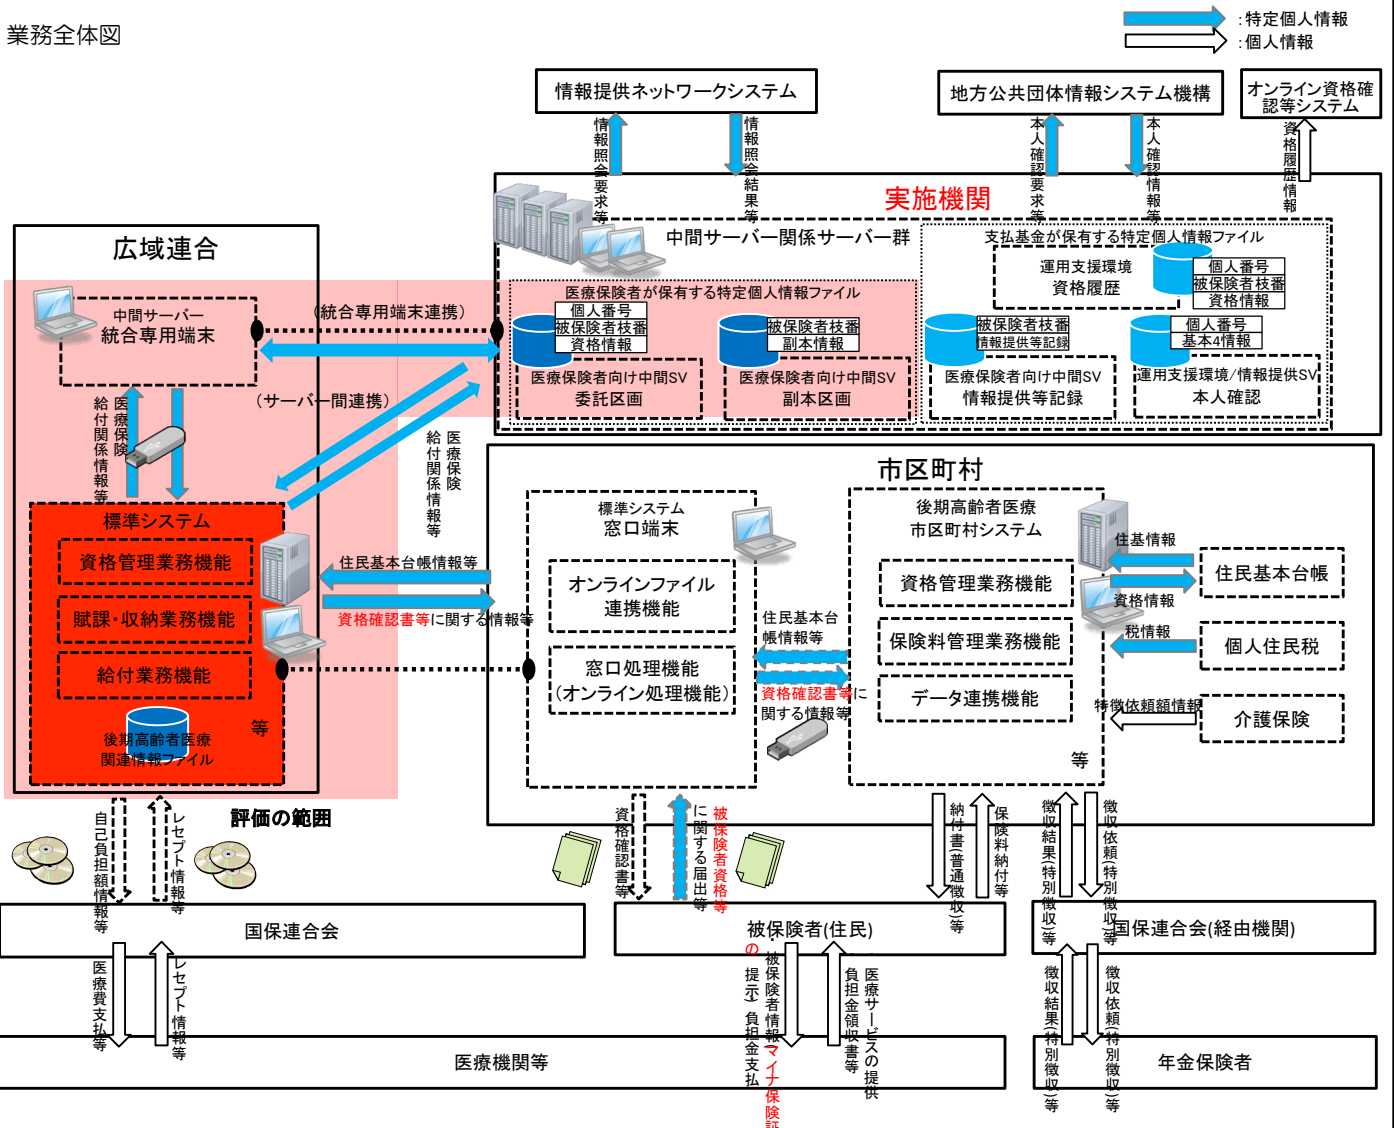 業務全体図
:特定個人情報
:個人情報
情報提供ネットワークシステム
地方公共団体情報システム機構
オンライン資格確
認等システム
情報照会要求等
情報照会結果等
本人確認要求等
本人確認情報等
資格履歴情報
実施機関
中間サーバー関係サーバー群
支払基金が保有する特定個人情報ファイル
運用支援環境
資格履歴
個人番号
被保険者枝番
資格情報
医療保険者が保有する特定個人情報ファイル
個人番号
被保険者枝番
資格情報
医療保険者向け中間SV
委託区画
被保険者枝番
副本情報
医療保険者向け中間SV
副本区画
被保険者枝番
情報提供等記録
医療保険者向け中間SV
情報提供等記録
個人番号
基本4情報
運用支援環境/情報提供SV
本人確認
広域連合
中間サーバー
統合専用端末
(統合専用端末連携)
(サーバー間連携)
医療保険
給付関係情報等
医療保険
給付関係情報等
標準システム
資格管理業務機能
賦課・収納業務機能
給付業務機能
等
後期高齢者医療
関連情報ファイル
評価の範囲
住民基本台帳情報等
資格確認書等に関する情報等
市区町村
標準システム
窓口端末
オンラインファイル
連携機能
窓口処理機能
(オンライン処理機能)
住民基本台
帳情報等
資格確認書等に
関する情報等
後期高齢者医療
市区町村システム
資格管理業務機能
保険料管理業務機能
データ連携機能
等
住基情報
資格情報
税情報
特徴依頼額情報
住民基本台帳
個人住民税
介護保険
自己負担額情報等
レセプト情報等
資格確認書等
被保険者資格等
に関する届出等
納付書(普通徴収)等
保険料納付等
徴収結果(特別徴収)等
徴収依頼(特別徴収)等
国保連合会
被保険者(住民)
国保連合会(経由機関)
医療費支払等
レセプト情報等
・被保険者情報(マイナ保険証
の提示)負担金支払
・医療サービスの提供
負担金領収書等
徴収結果(特別徴収)等
徴収依頼(特別徴収)等
医療機関等
年金保険者